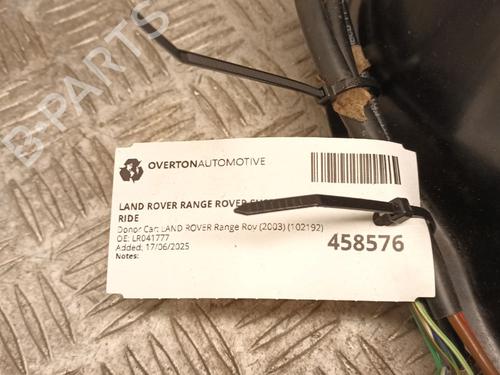 B-PARTS
OVERTONAUTOMOTIVE
LAND ROVER RANGE ROVER
RIDE
Donor Car: LAND ROVER Range Rov (2003) (102192)
OE: LR041777
Added: 17/06/2025
Notes:
458576